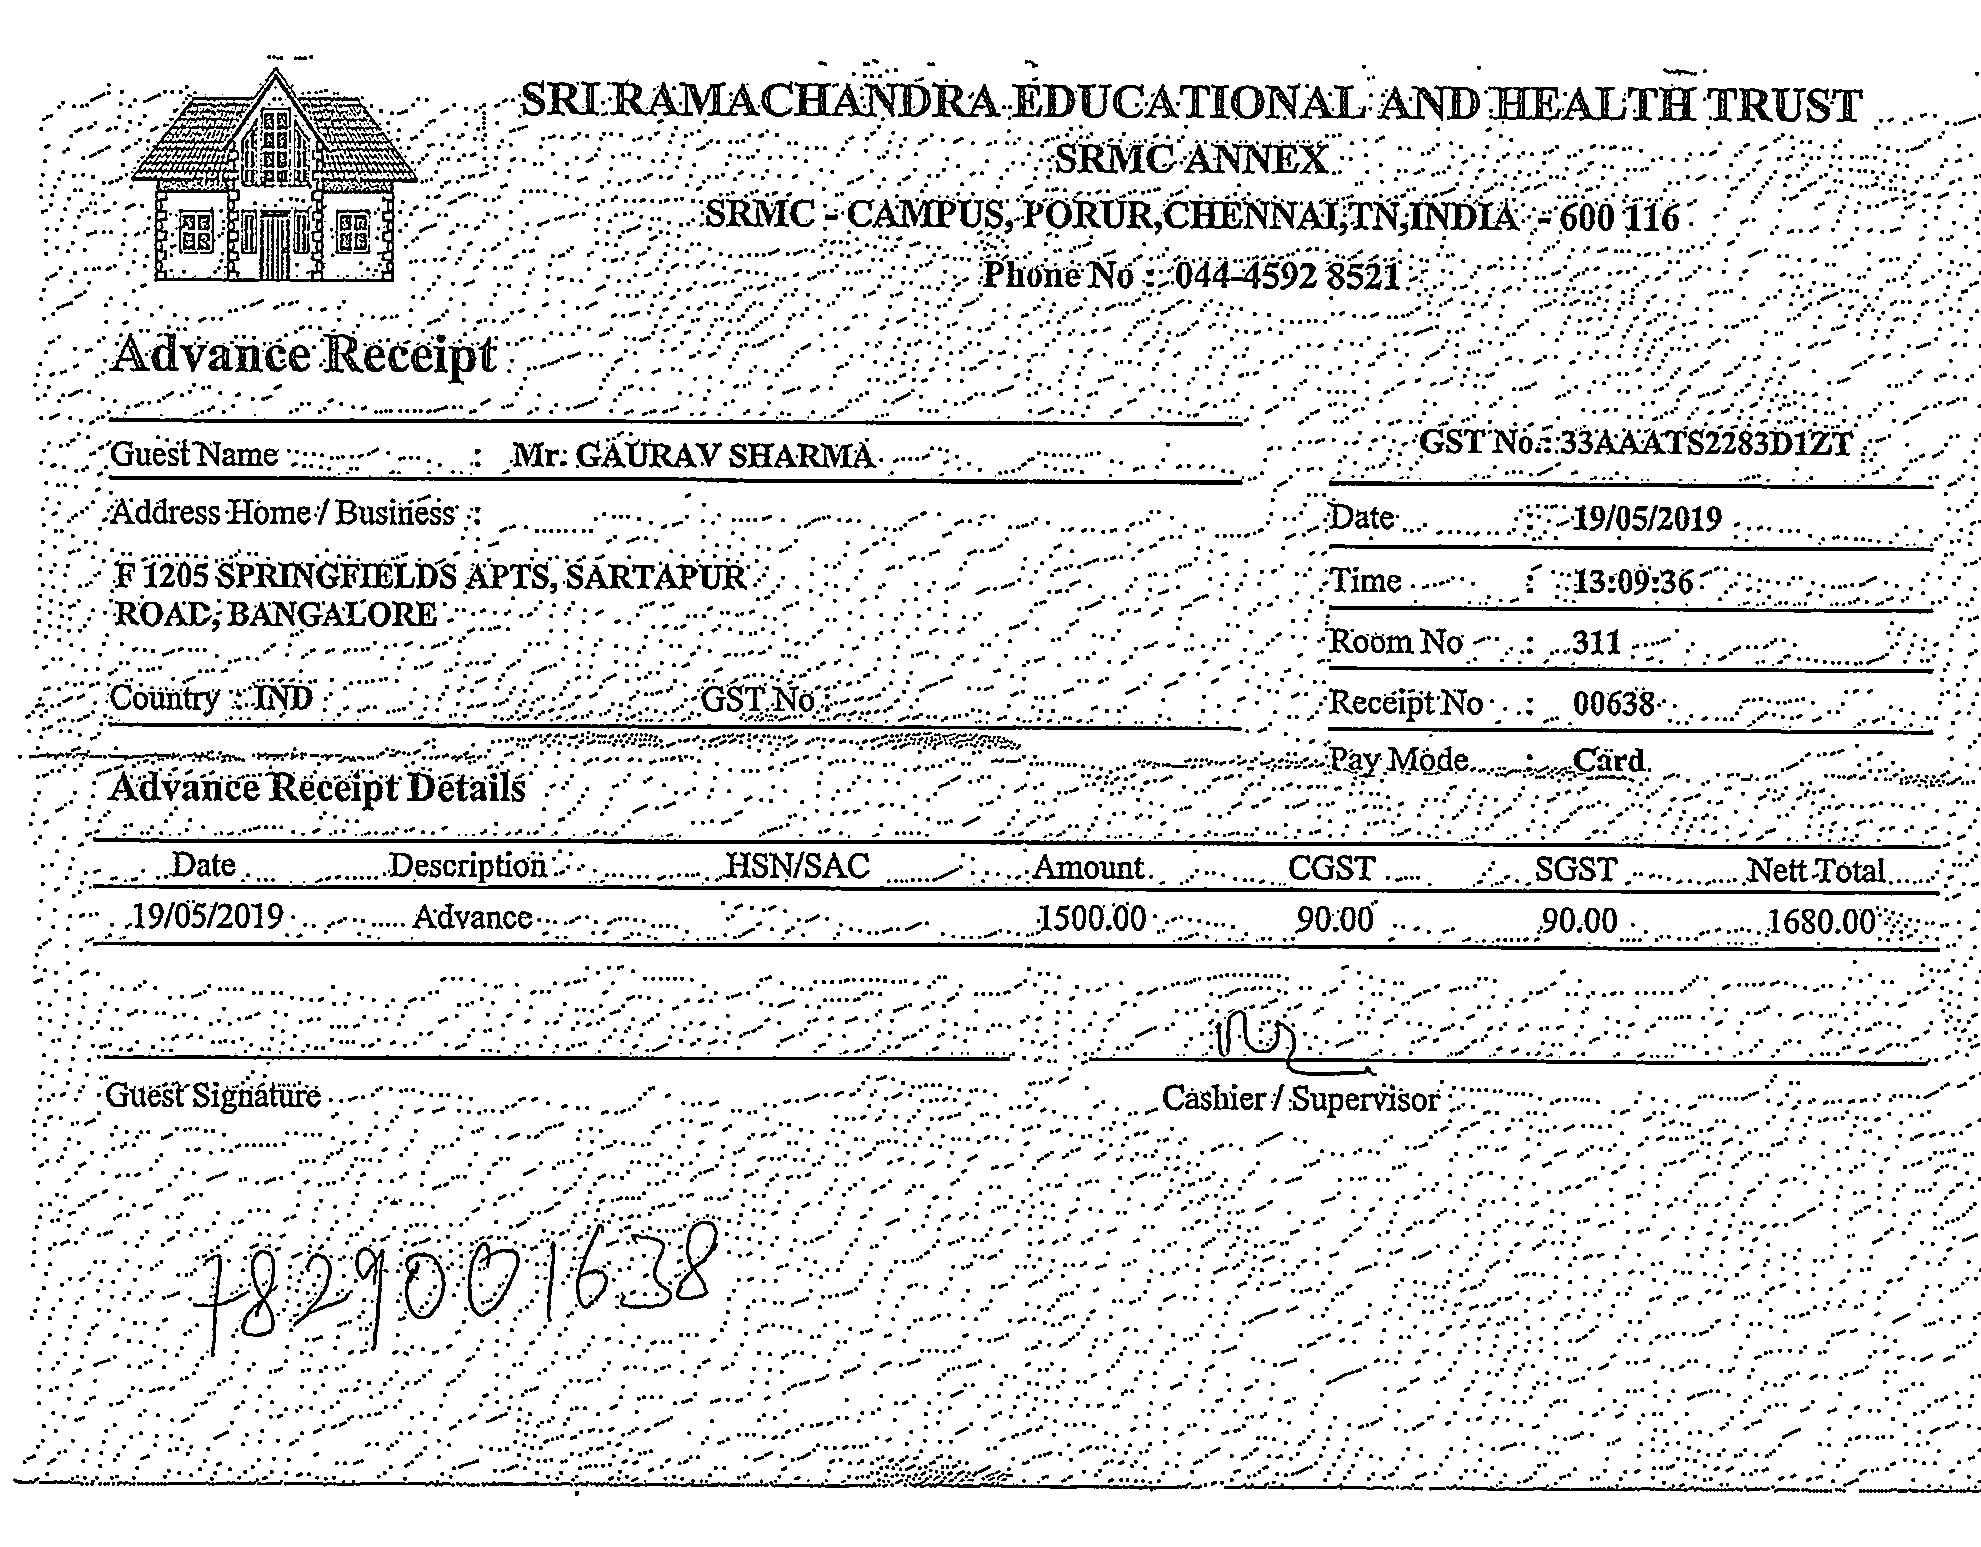 SRI RAMACHANDRA EDUCATIONAL AND HEALTH TRUST
SRMC ANNEX
SRMC - CAMPUS, PORUR,CHENNAI,TN,INDIA - 600 116
Phone No : 044-4592 8521
Advance Receipt
Guest Name : Mr. GAURAV SHARMA
GST No.: 33AAATS2283D1ZT
Address Home / Business :
F 1205 SPRINGFIELDS APTS, SARTAPUR
ROAD, BANGALORE
Country : IND GST No :
Date : 19/05/2019
Time : 13:09:36
Room No : 311
Receipt No : 00638
Pay Mode : Card
Advance Receipt Details
Date Description HSN/SAC Amount CGST SGST Nett Total
19/05/2019 Advance 1500.00 90.00 90.00 1680.00
Guest Signature Cashier / Supervisor
7829001638